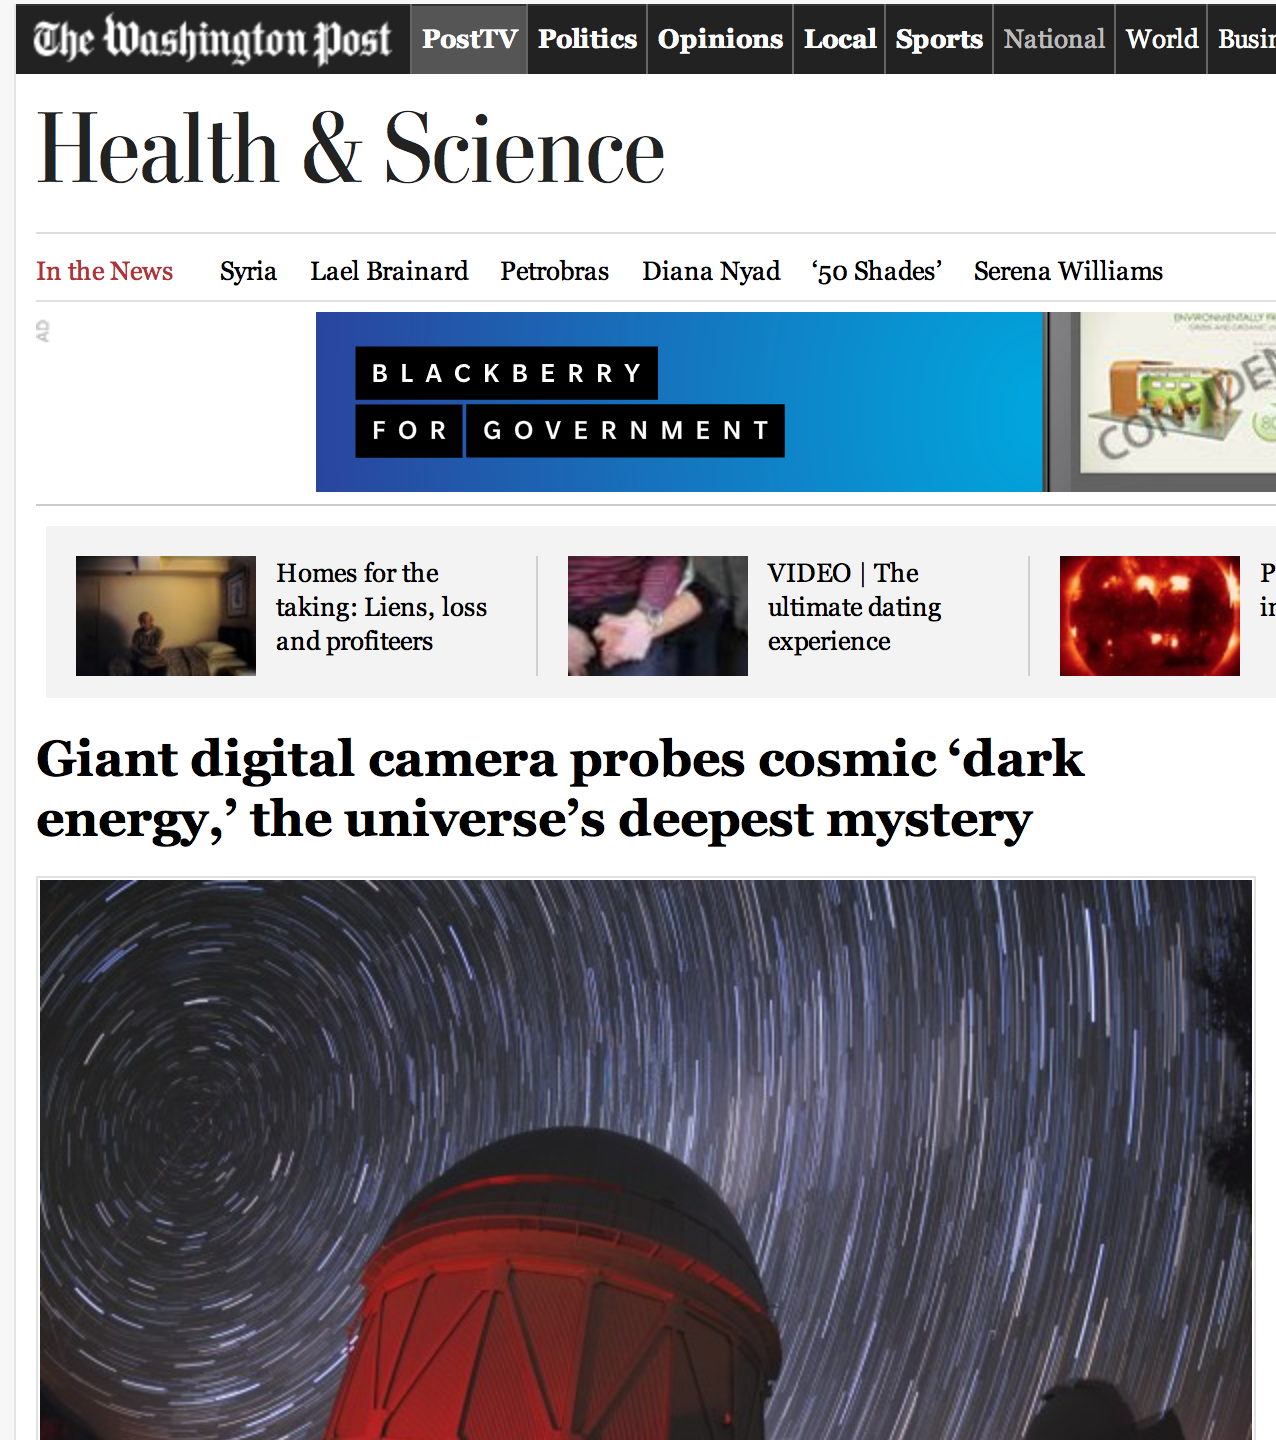 The Washington Post PostTV Politics Opinions Local Sports National World
Health & Science
In the News Syria Lael Brainard Petrobras Diana Nyad ‘50 Shades’ Serena Williams
AD
BLACKBERRY
FOR GOVERNMENT
Homes for the
taking: Liens, loss
and profiteers
VIDEO | The
ultimate dating
experience
Giant digital camera probes cosmic ‘dark
energy,’ the universe’s deepest mystery